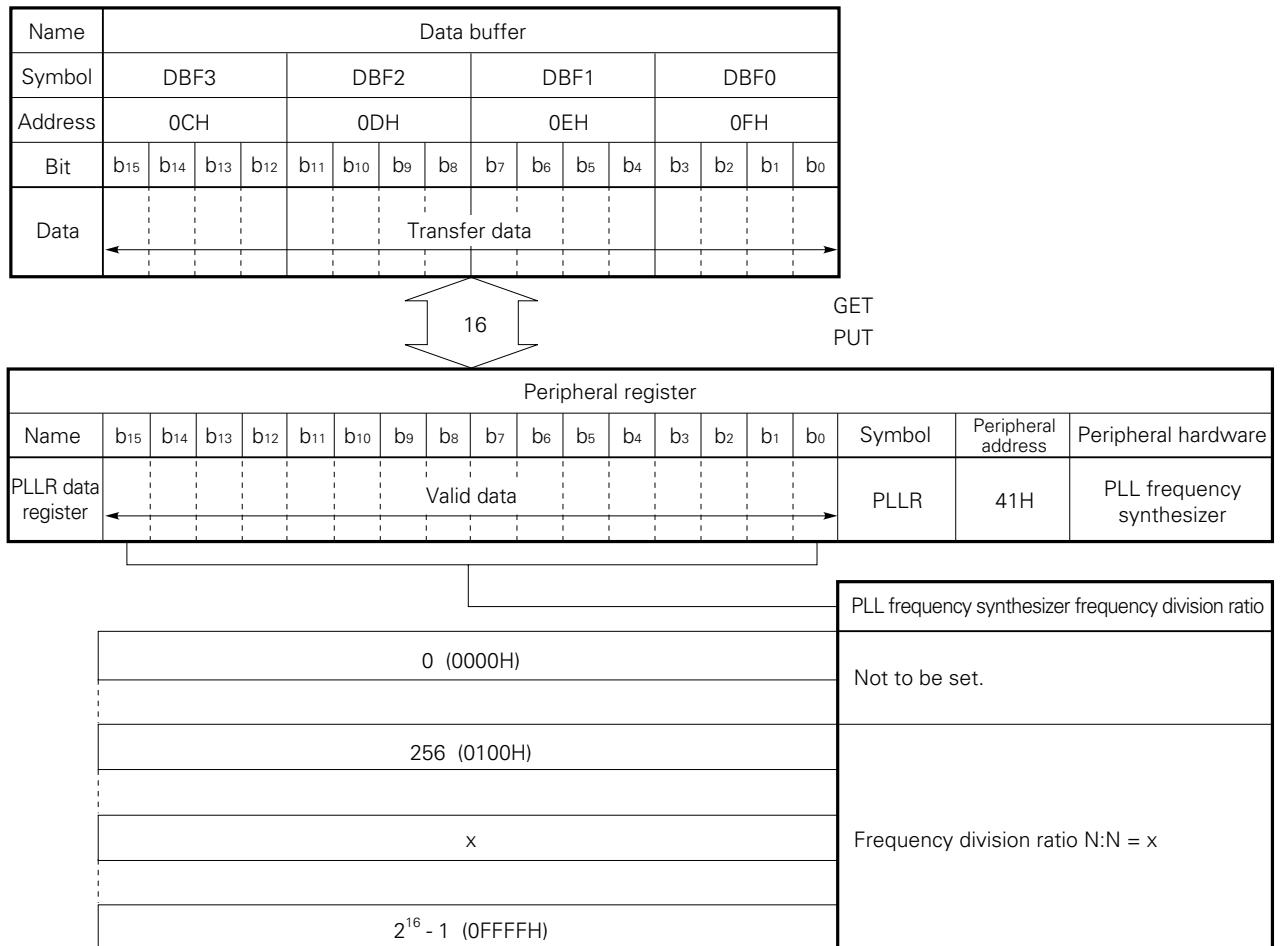 Name Data buffer
Symbol DBF3 DBF2 DBF1 DBF0
Address 0CH 0DH 0EH 0FH
Bit b15 b14 b13 b12 b11 b10 b9 b8 b7 b6 b5 b4 b3 b2 b1 b0
Data Transfer data
16
GET
PUT
Peripheral register
Name b15 b14 b13 b12 b11 b10 b9 b8 b7 b6 b5 b4 b3 b2 b1 b0 Symbol Peripheral address Peripheral hardware
PLLR data register Valid data PLLR 41H PLL frequency synthesizer
PLL frequency synthesizer frequency division ratio
0 (0000H)
Not to be set.
256 (0100H)
x
Frequency division ratio N:N = x
2^16 - 1 (0FFFFH)